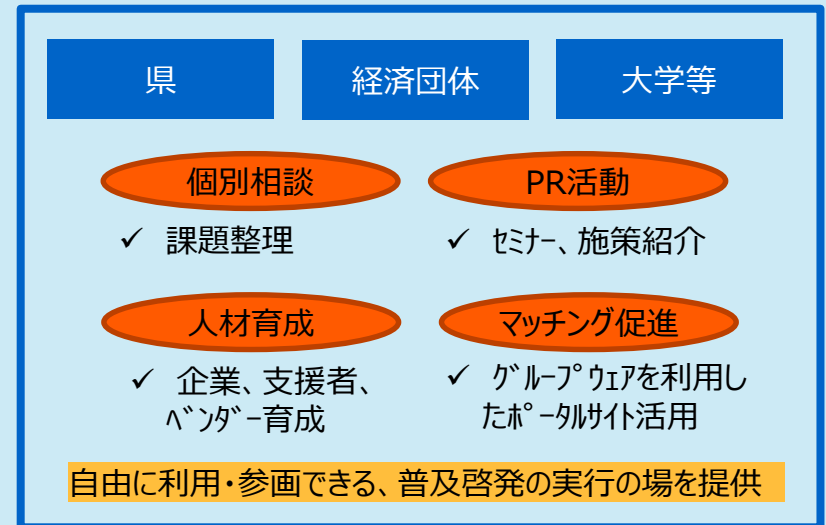 県
経済団体
大学等
個別相談
PR活動
✓ 課題整理
✓ ｾﾐﾅｰ、施策紹介
人材育成
マッチング促進
✓ 企業、支援者、
ﾍﾞﾝﾀﾞｰ育成
✓ ｸﾞﾙｰﾌﾟｳｪｱを利用し
たﾎﾟｰﾀﾙｻｲﾄ活用
自由に利用・参画できる、普及啓発の実行の場を提供